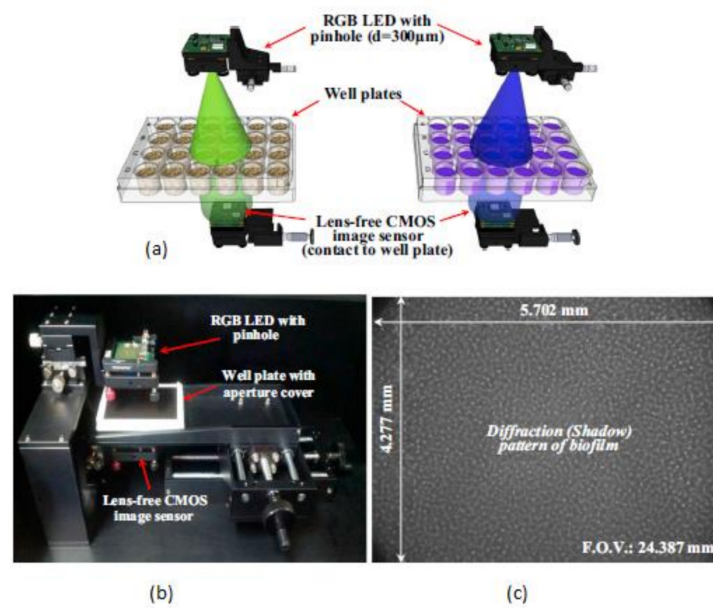 RGB LED with
pinhole (d=300µm)
Well plates
Lens-free CMOS
image sensor
(contact to well plate)
(a)
RGB LED with
pinhole
Well plate with
aperture cover
Lens-free CMOS
image sensor
(b)
5.702 mm
4.277 mm
Diffraction (Shadow)
pattern of biofilm
F.O.V.: 24.387 mm
(c)